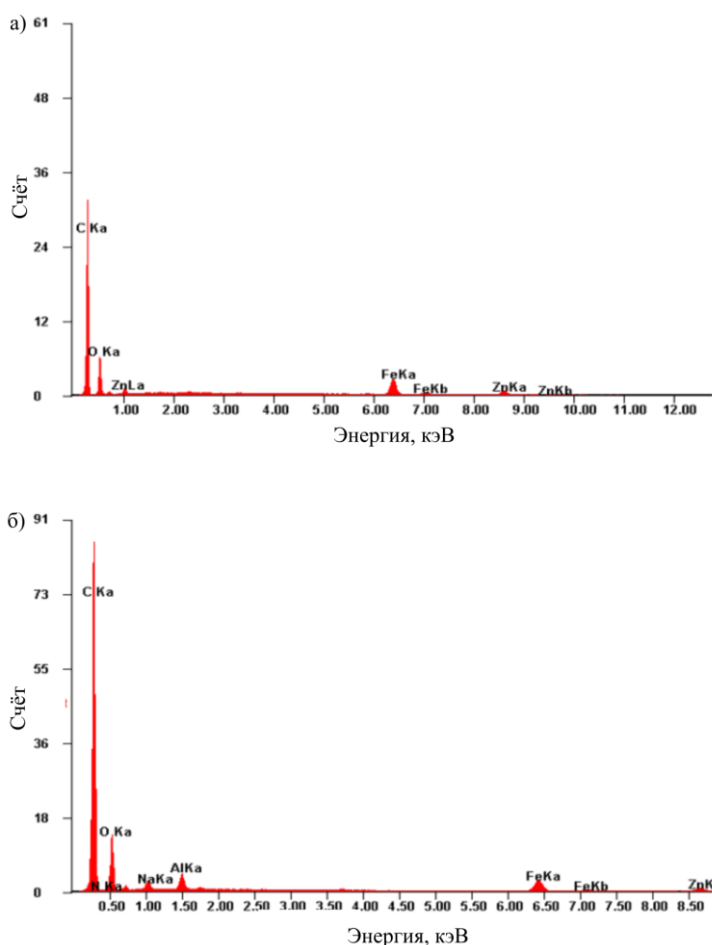 а)
61
48
36
24
12
0
Счёт
C Ka
O Ka
ZnLa
FeKa
FeKb
ZnKa
ZnKb
1.00 2.00 3.00 4.00 5.00 6.00 7.00 8.00 9.00 10.00 11.00 12.00
Энергия, кэВ
б)
91
73
55
36
18
0
Счёт
C Ka
O Ka
N Ka
NaKa
AlKa
FeKa
FeKb
ZnK
0.50 1.00 1.50 2.00 2.50 3.00 3.50 4.00 4.50 5.00 5.50 6.00 6.50 7.00 7.50 8.00 8.50
Энергия, кэВ